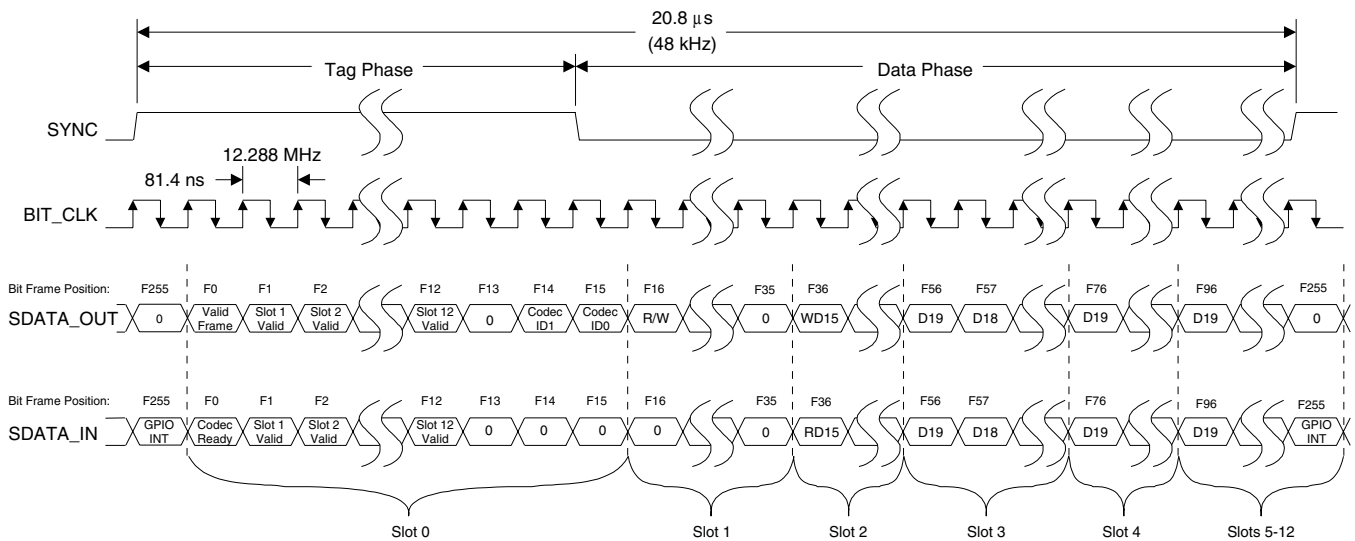 20.8 μs
(48 kHz)
Tag Phase
Data Phase
SYNC
12.288 MHz
81.4 ns
BIT_CLK
Bit Frame Position: F255 F0 F1 F2 F12 F13 F14 F15 F16 F35 F36 F56 F57 F76 F96 F255
SDATA_OUT 0 Valid Frame Slot 1 Valid Slot 2 Valid Slot 12 Valid 0 Codec ID1 Codec ID0 R/W 0 WD15 D19 D18 D19 D19 0
Bit Frame Position: F255 F0 F1 F2 F12 F13 F14 F15 F16 F35 F36 F56 F57 F76 F96 F255
SDATA_IN GPIO INT Codec Ready Slot 1 Valid Slot 2 Valid Slot 12 Valid 0 0 0 0 0 RD15 D19 D18 D19 D19 GPIO INT
Slot 0 Slot 1 Slot 2 Slot 3 Slot 4 Slots 5-12